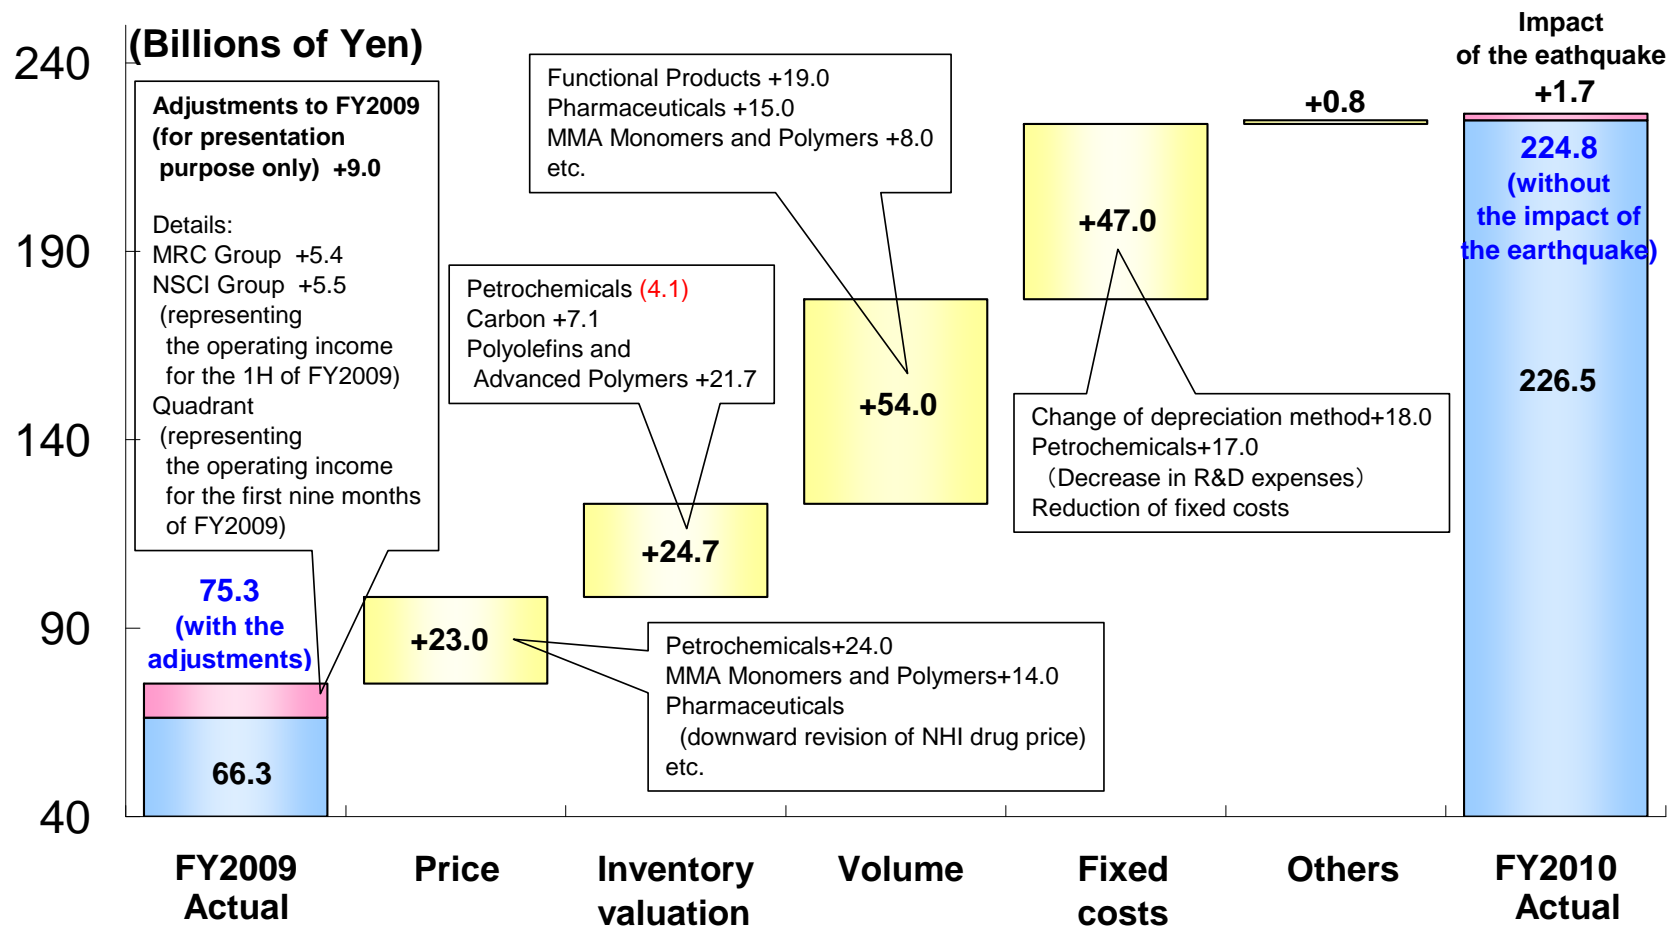 (Billions of Yen)
240
190
140
90
40
Adjustments to FY2009
(for presentation
purpose only)  +9.0
Details:
MRC Group  +5.4
NSCI Group  +5.5
(representing
the operating income
for the 1H of FY2009)
Quadrant
(representing
the operating income
for the first nine months
of FY2009)
75.3
(with the
adjustments)
66.3
+23.0
Petrochemicals+24.0
MMA Monomers and Polymers+14.0
Pharmaceuticals
(downward revision of NHI drug price)
etc.
Petrochemicals (4.1)
Carbon +7.1
Polyolefins and
Advanced Polymers +21.7
+24.7
Functional Products +19.0
Pharmaceuticals +15.0
MMA Monomers and Polymers +8.0
etc.
+54.0
+47.0
Change of depreciation method+18.0
Petrochemicals+17.0
（Decrease in R&D expenses）
Reduction of fixed costs
+0.8
Impact
of the eathquake
+1.7
224.8
(without
the impact of
the earthquake)
226.5
FY2009
Actual
Price
Inventory
valuation
Volume
Fixed
costs
Others
FY2010
Actual